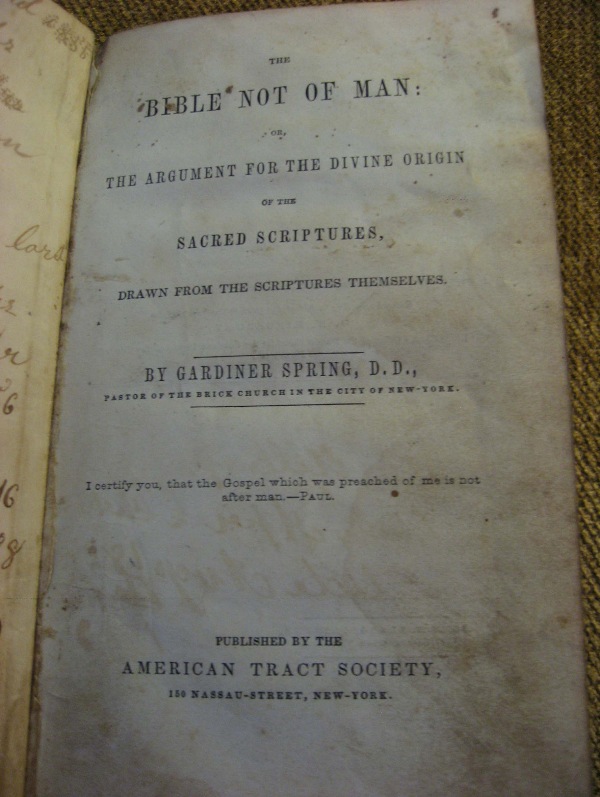 THE
BIBLE NOT OF MAN:
OR,
THE ARGUMENT FOR THE DIVINE ORIGIN
OF THE
SACRED SCRIPTURES,
DRAWN FROM THE SCRIPTURES THEMSELVES.
BY GARDINER SPRING, D.D.,
PASTOR OF THE BRICK CHURCH IN THE CITY OF NEW-YORK.
I certify you, that the Gospel which was preached of me is not
after man.—PAUL.
PUBLISHED BY THE
AMERICAN TRACT SOCIETY,
150 NASSAU-STREET, NEW-YORK.